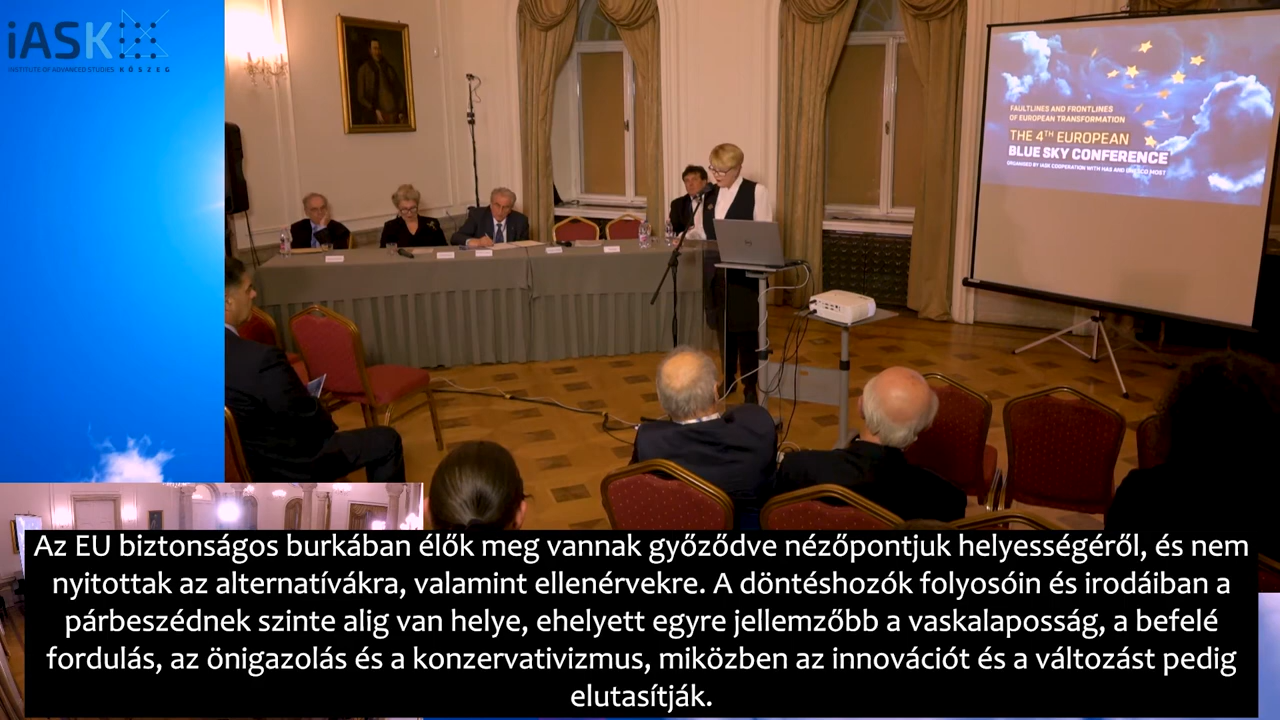 iASK
INSTITUTE OF ADVANCED STUDIES KŐSZEG
FAULTLINES AND FRONTLINES
OF EUROPEAN TRANSFORMATION
THE 4TH EUROPEAN
BLUE SKY CONFERENCE
ORGANISED BY IASK COOPERATION WITH HAS AND UNESCO MOST
Az EU biztonságos burkában élők meg vannak győződve nézőpontjuk helyességéről, és nem
nyitottak az alternatívákra, valamint ellenérvekre. A döntéshozók folyosóin és irodáiban a
párbeszédnek szinte alig van helye, ehelyett egyre jellemzőbb a vaskalaposság, a befelé
fordulás, az önigazolás és a konzervativizmus, miközben az innovációt és a változást pedig
elutasítják.